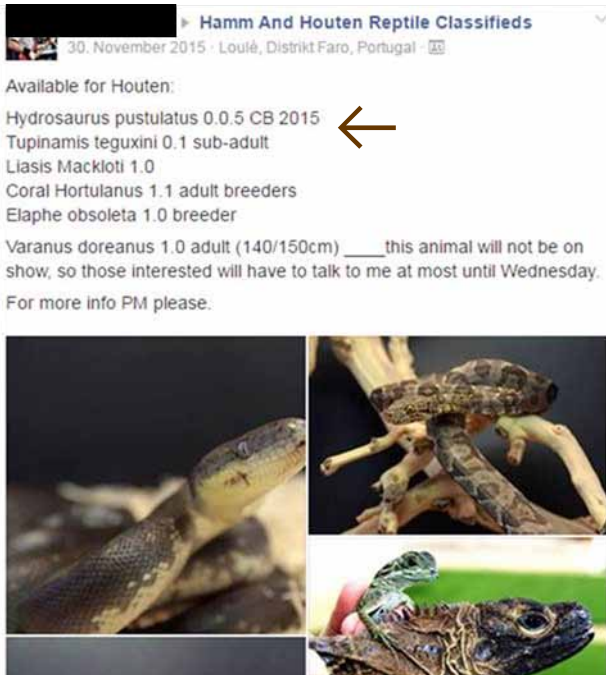 Hamm And Houten Reptile Classifieds
30. November 2015 · Loulé, Distrikt Faro, Portugal ·
Available for Houten:
Hydrosaurus pustulatus 0.0.5 CB 2015
Tupinamis teguxini 0.1 sub-adult
Liasis Mackloti 1.0
Coral Hortulanus 1.1 adult breeders
Elaphe obsoleta 1.0 breeder
Varanus doreanus 1.0 adult (140/150cm) ____this animal will not be on
show, so those interested will have to talk to me at most until Wednesday.
For more info PM please.